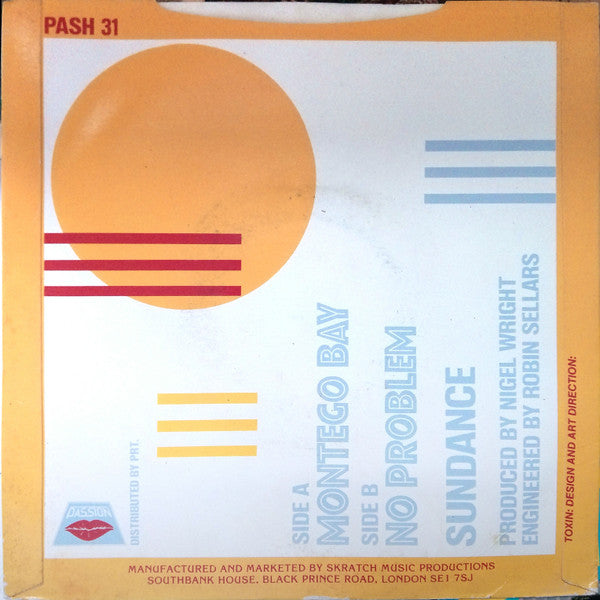 PASH 31
SIDE A
MONTEGO BAY
SIDE B
NO PROBLEM
SUNDANCE
PRODUCED BY NIGEL WRIGHT
ENGINEERED BY ROBIN SELLARS
TOXIN: DESIGN AND ART DIRECTION:
DISTRIBUTED BY PRT.
PASSION
MANUFACTURED AND MARKETED BY SKRATCH MUSIC PRODUCTIONS
SOUTHBANK HOUSE, BLACK PRINCE ROAD, LONDON SE1 7SJ